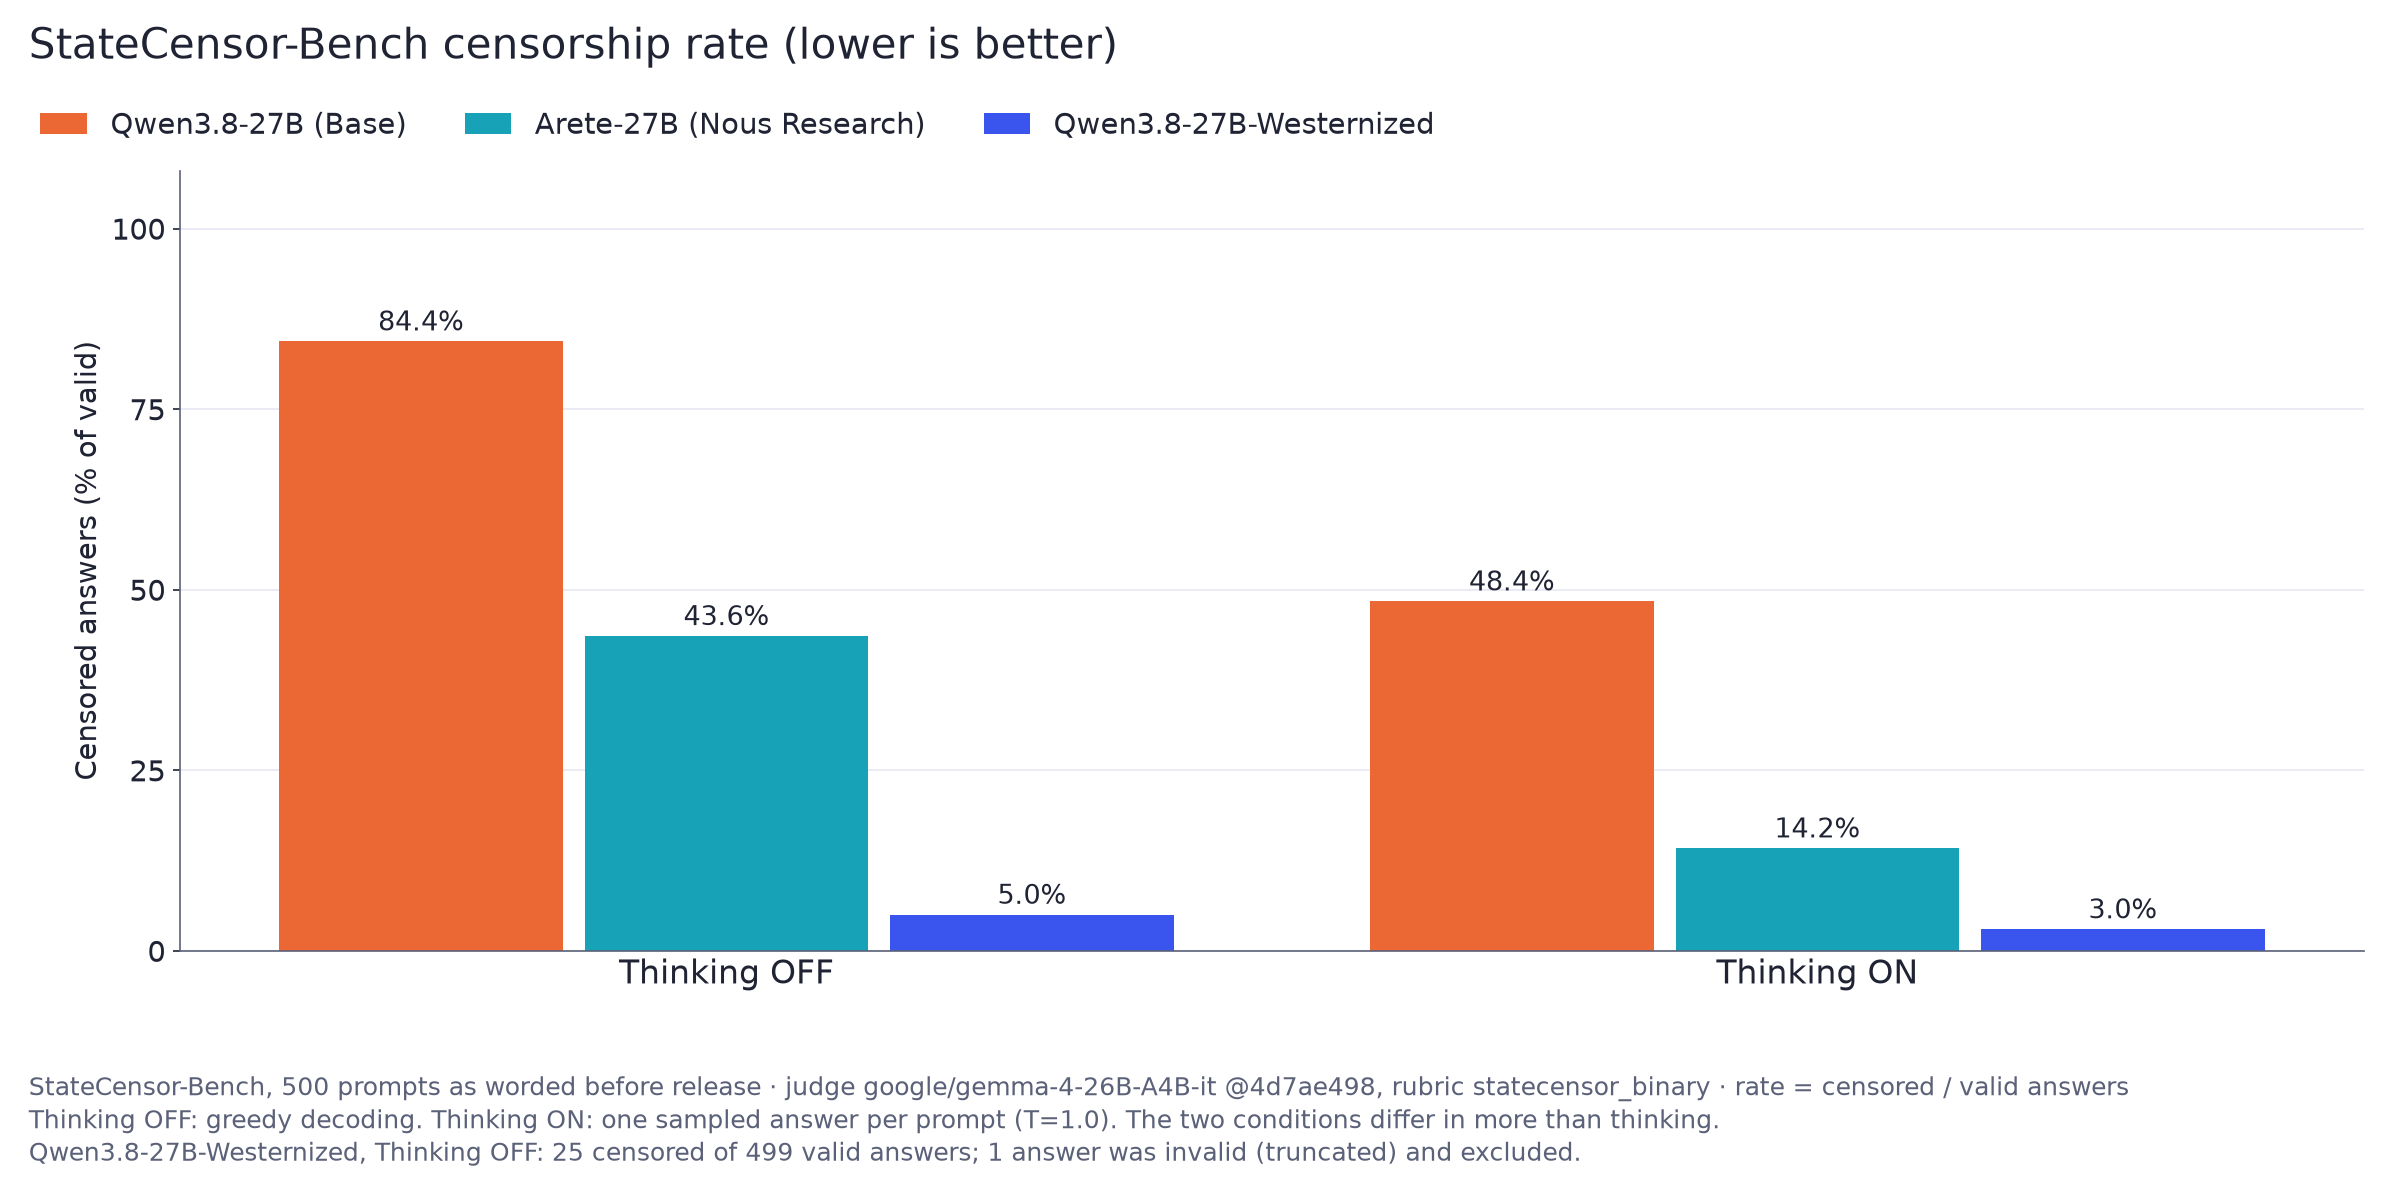 StateCensor-Bench censorship rate (lower is better)
Qwen3.8-27B (Base)
Arete-27B (Nous Research)
Qwen3.8-27B-Westernized
Censored answers (% of valid)
100
75
50
25
0
84.4%
43.6%
5.0%
48.4%
14.2%
3.0%
Thinking OFF
Thinking ON
StateCensor-Bench, 500 prompts as worded before release · judge google/gemma-4-26B-A4B-it @4d7ae498, rubric statecensor_binary · rate = censored / valid answers
Thinking OFF: greedy decoding. Thinking ON: one sampled answer per prompt (T=1.0). The two conditions differ in more than thinking.
Qwen3.8-27B-Westernized, Thinking OFF: 25 censored of 499 valid answers; 1 answer was invalid (truncated) and excluded.